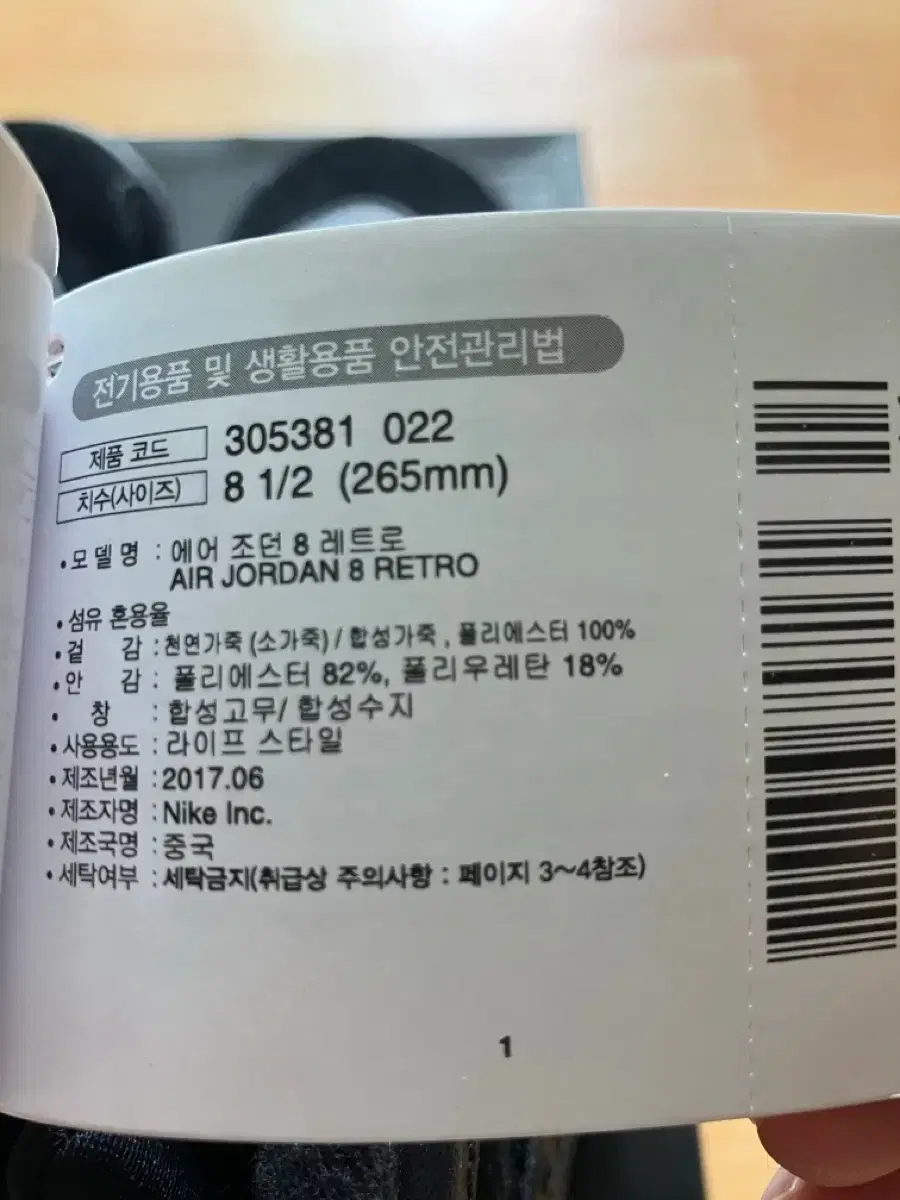 전기용품 및 생활용품 안전관리법
제품 코드 305381 022
치수(사이즈) 8 1/2 (265mm)
•모 델 명 : 에어 조던 8 레트로
AIR JORDAN 8 RETRO
•섬유 혼용율
•겉 감 : 천연가죽 (소가죽) / 합성가죽 , 폴리에스터 100%
•안 감 : 폴리에스터 82%, 폴리우레탄 18%
• 창 : 합성고무/ 합성수지
•사용용도 : 라이프 스타일
•제조년월 : 2017.06
•제조자명 : Nike Inc.
•제조국명 : 중국
•세탁여부 : 세탁금지(취급상 주의사항 : 페이지 3~4참조)
1